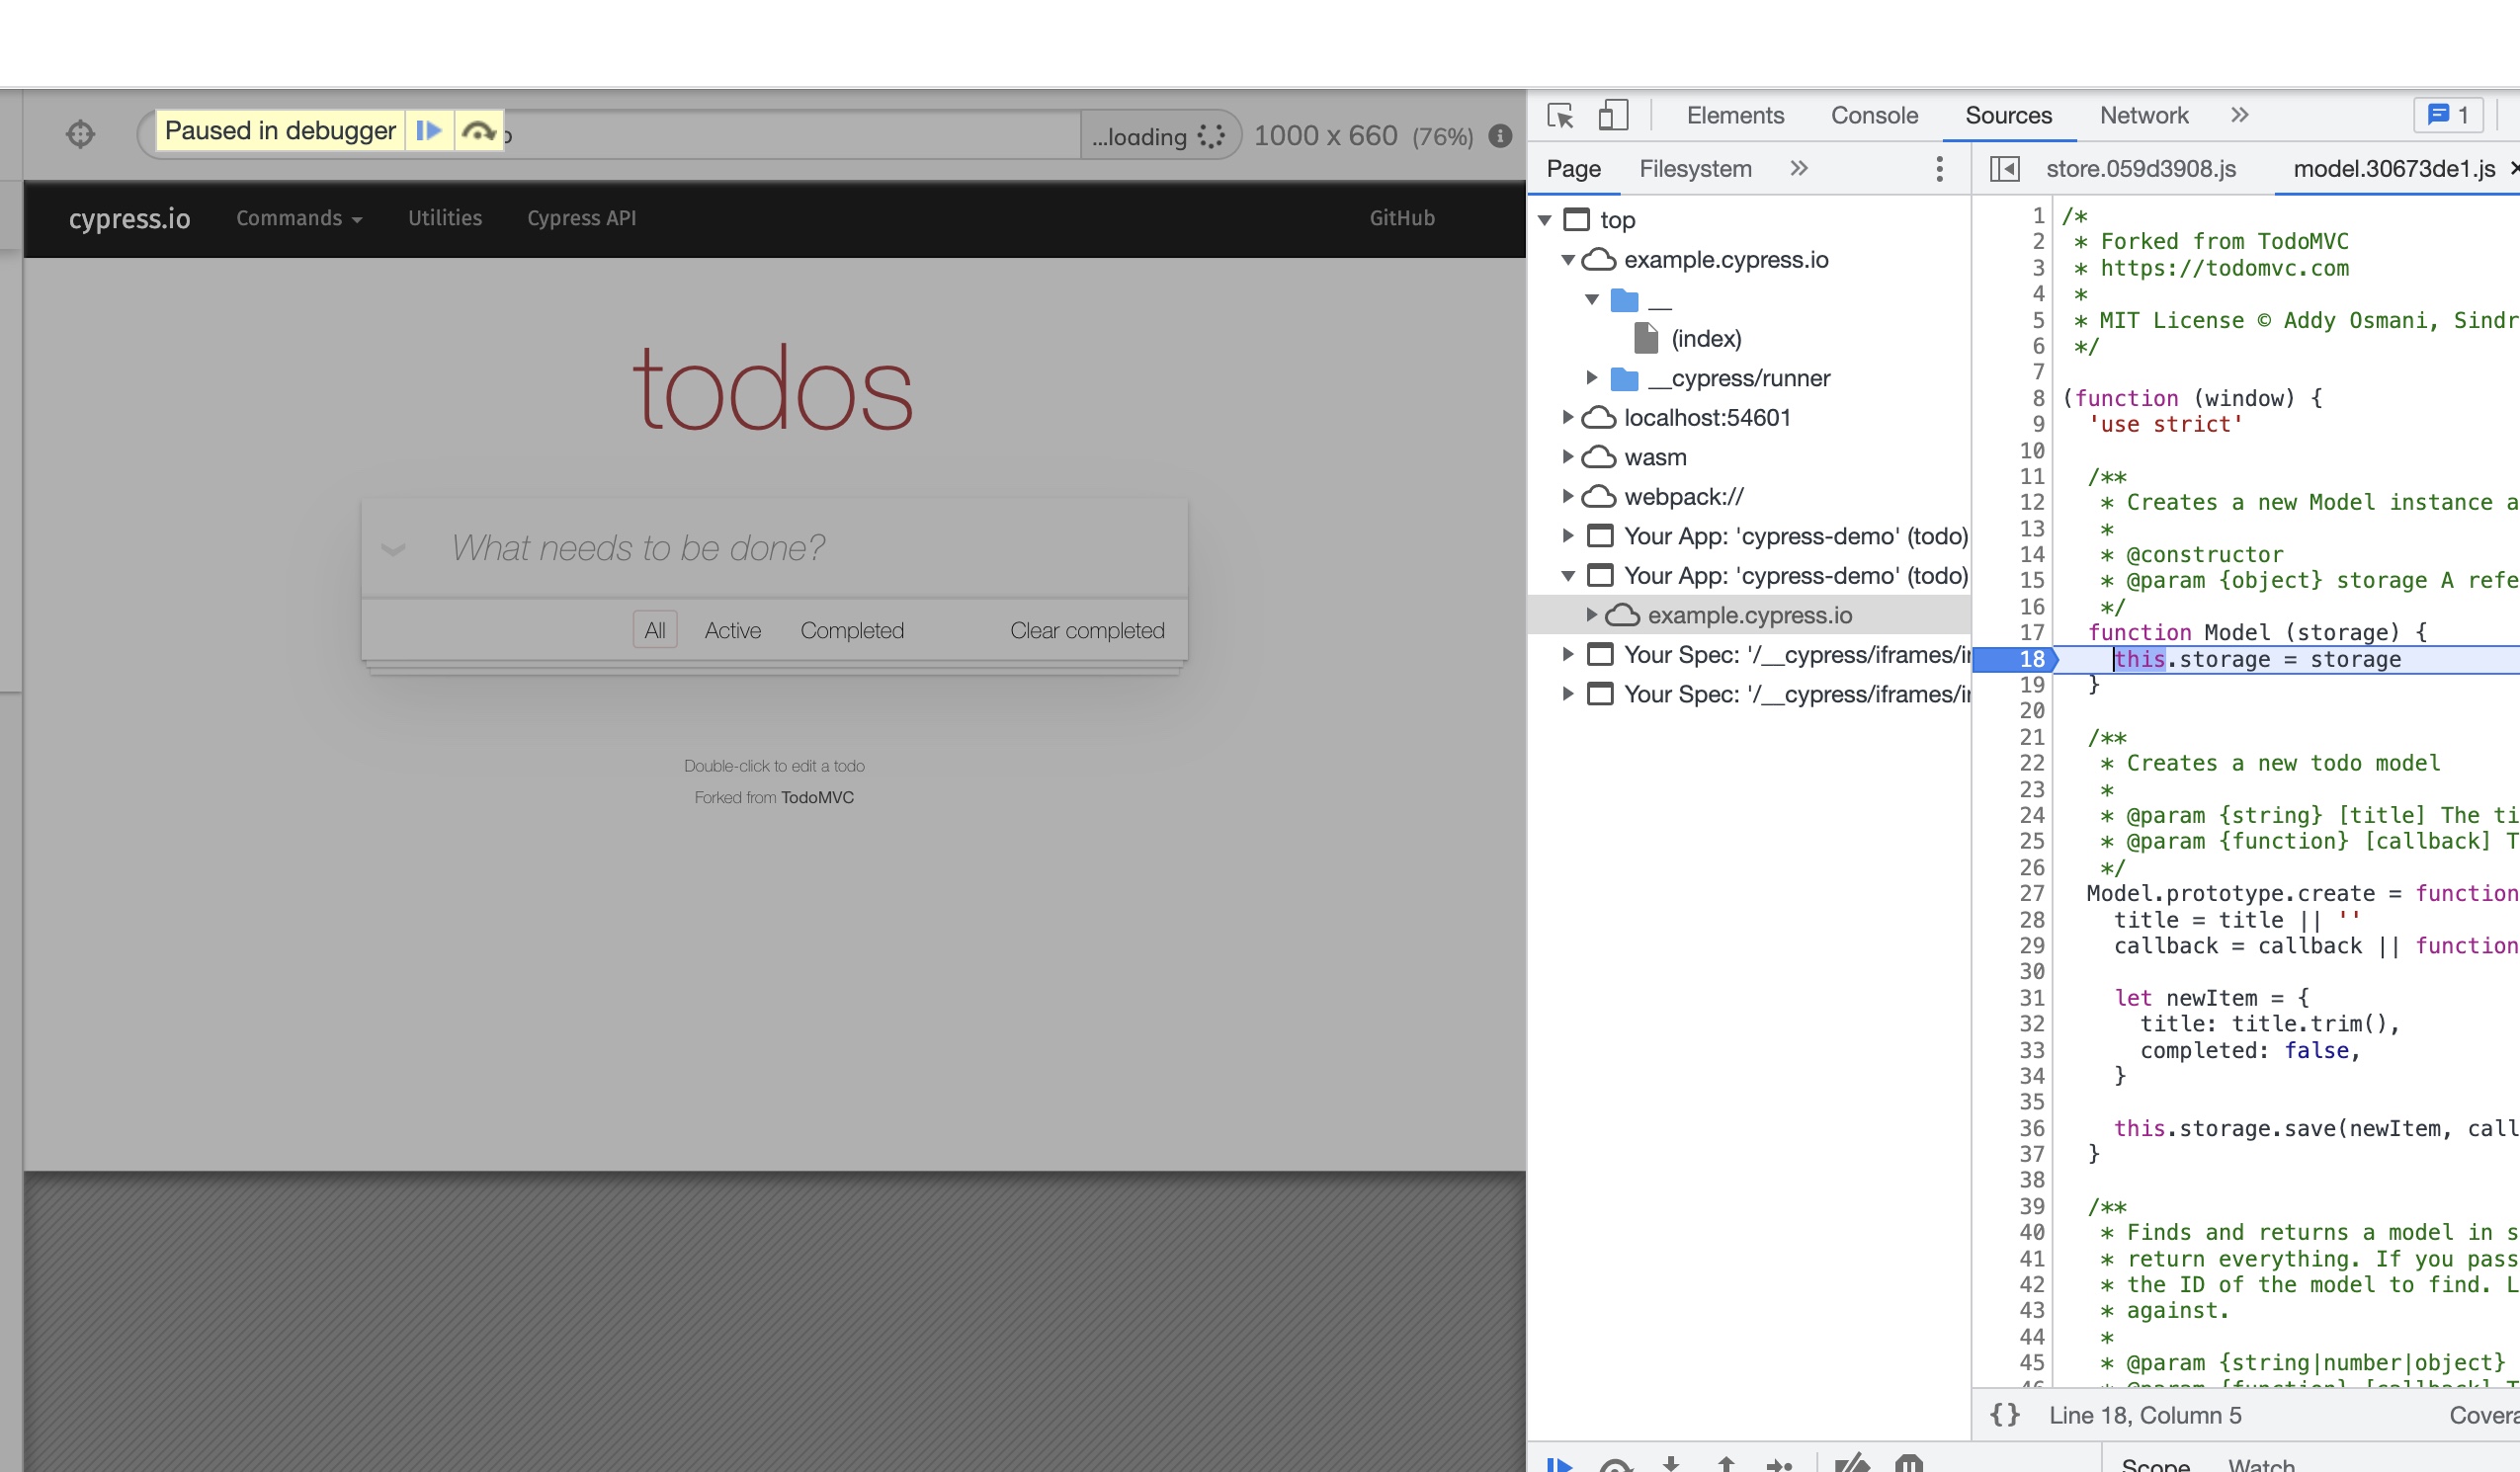 Paused in debugger
...loading
1000 x 660 (76%)
cypress.io Commands Utilities Cypress API GitHub
todos
What needs to be done?
All Active Completed Clear completed
Double-click to edit a todo
Forked from TodoMVC
Elements Console Sources Network 1
Page Filesystem
top
example.cypress.io
__
(index)
__cypress/runner
localhost:54601
wasm
webpack://
Your App: 'cypress-demo' (todo)
Your App: 'cypress-demo' (todo)
example.cypress.io
Your Spec: '/__cypress/iframes/i
Your Spec: '/__cypress/iframes/i
store.059d3908.js model.30673de1.js
1 /*
2 * Forked from TodoMVC
3 * https://todomvc.com
4 *
5 * MIT License © Addy Osmani, Sindr
6 */
7
8 (function (window) {
9 'use strict'
10
11 /**
12 * Creates a new Model instance a
13 *
14 * @constructor
15 * @param {object} storage A refe
16 */
17 function Model (storage) {
18 this.storage = storage
19 }
20
21 /**
22 * Creates a new todo model
23 *
24 * @param {string} [title] The ti
25 * @param {function} [callback] T
26 */
27 Model.prototype.create = function
28 title = title || ''
29 callback = callback || function
30
31 let newItem = {
32 title: title.trim(),
33 completed: false,
34 }
35
36 this.storage.save(newItem, call
37 }
38
39 /**
40 * Finds and returns a model in s
41 * return everything. If you pass
42 * the ID of the model to find. L
43 * against.
44 *
45 * @param {string|number|object}
{} Line 18, Column 5 Covera
Scope Watch